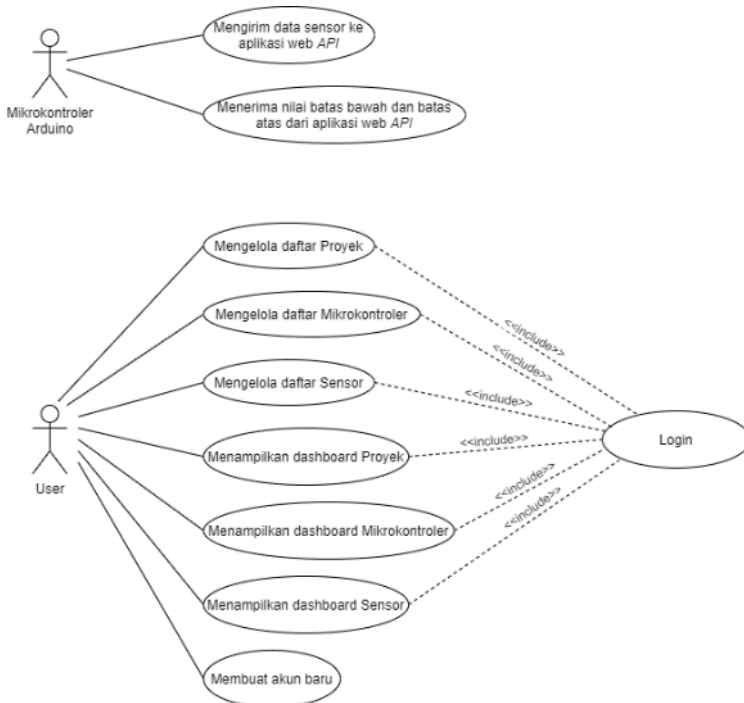 Mengirim data sensor ke
aplikasi web API
Mikrokontroler
Arduino
Menerima nilai batas bawah dan batas
atas dari aplikasi web API
Mengelola daftar Proyek
<<include>>
Mengelola daftar Mikrokontroler
<<include>>
Mengelola daftar Sensor
<<include>>
Login
Menampilkan dashboard Proyek
<<include>>
User
Menampilkan dashboard Mikrokontroler
<<include>>
Menampilkan dashboard Sensor
<<include>>
Membuat akun baru